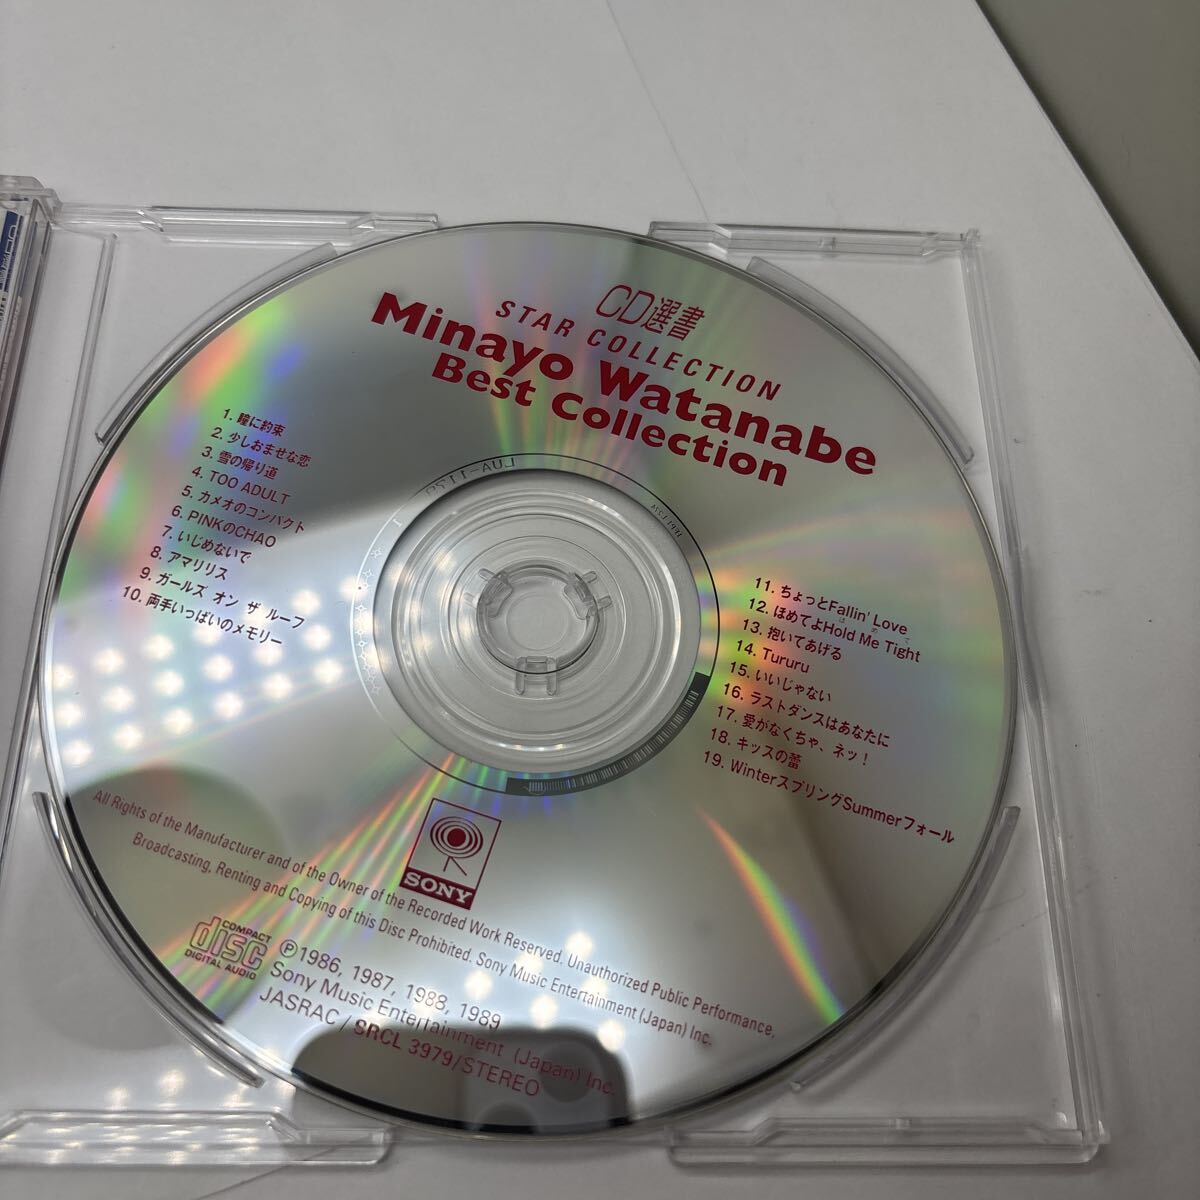 CD選書
STAR COLLECTION
Minayo Watanabe
Best Collection
1. 瞳に約束
2. 少しおませな恋
3. 雪の帰り道
4. TOO ADULT
5. カメオのコンパクト
6. PINKのCHAO
7. いじめないで
8. アマリリス
9. ガールズ オン ザ ルーフ
10. 両手いっぱいのメモリー
11. ちょっとFallin' Love
12. ほめてよHold Me Tight
13. 抱いてあげる
14. Tururu
15. いいじゃない
16. ラストダンスはあなたに
17. 愛がなくちゃ、ネッ!
18. キッスの蕾
19. WinterスプリングSummerフォール
SONY
All Rights of the Manufacturer and of the Owner of the Recorded Work Reserved. Unauthorized Public Performance,
Broadcasting, Renting and Copying of this Disc Prohibited. Sony Music Entertainment (Japan) Inc.
COMPACT
disc
DIGITAL AUDIO
℗1986, 1987, 1988, 1989
Sony Music Entertainment (Japan) Inc.
JASRAC / SRCL 3979/STEREO